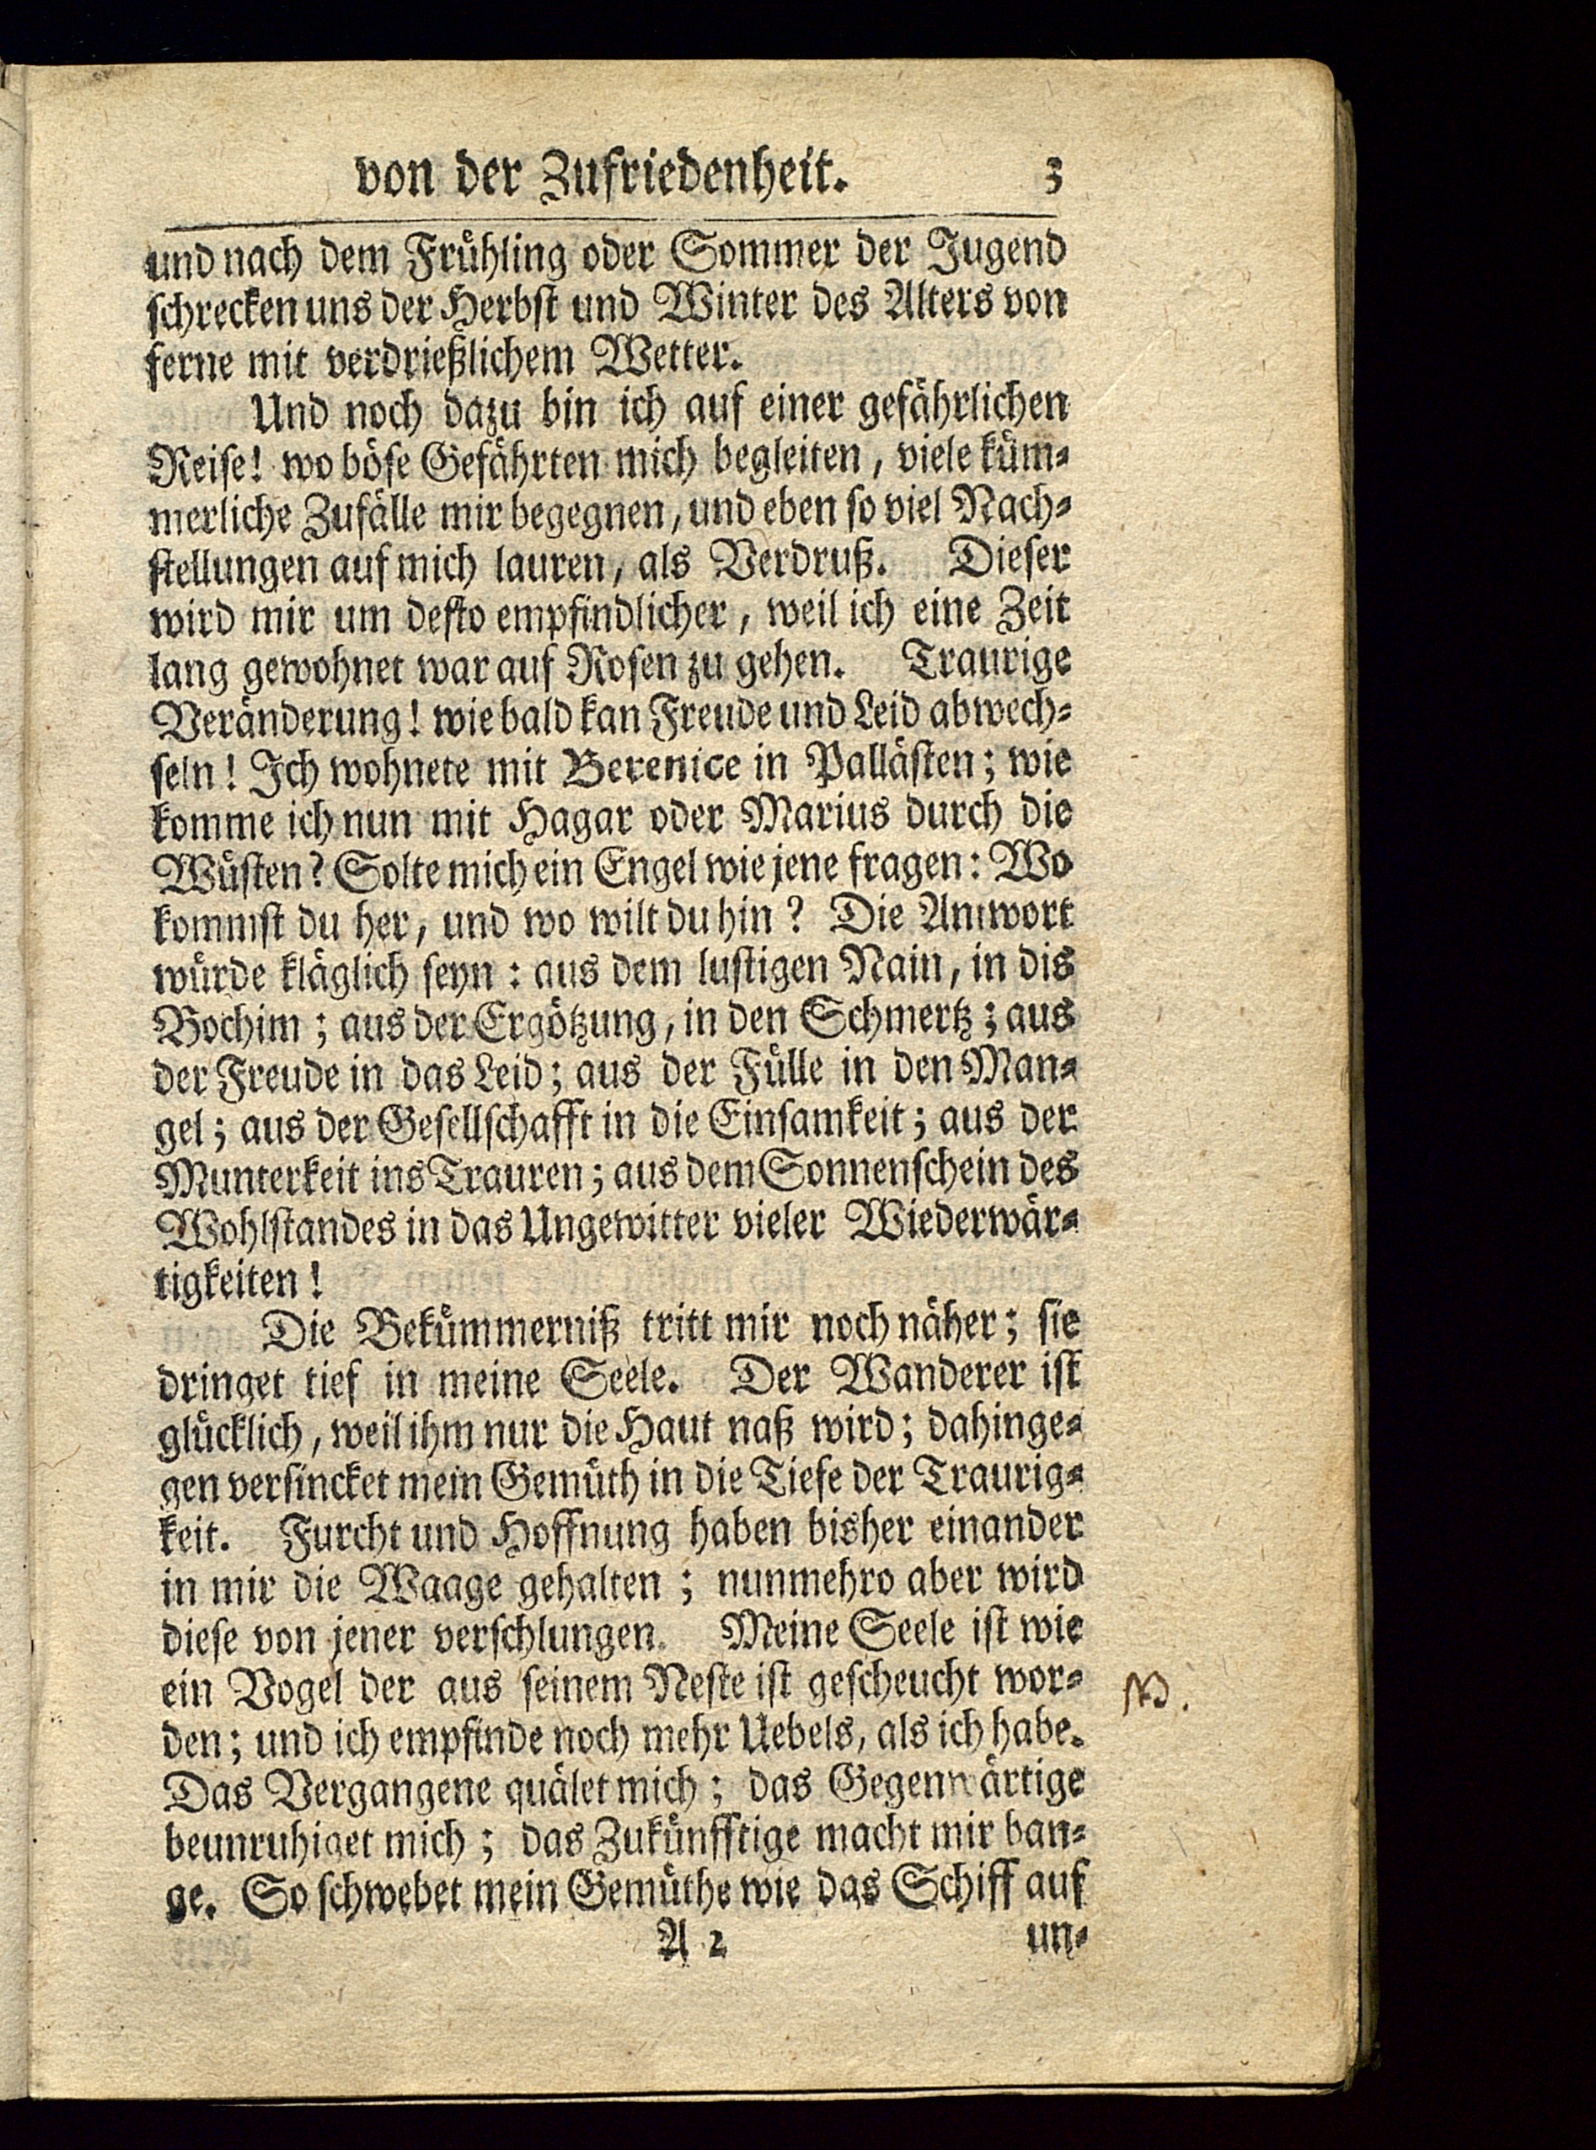 von der Zufriedenheit. 3
und nach dem Frühling oder Sommer der Jugend
schrecken uns der Herbst und Winter des Alters von
ferne mit verdrießlichem Wetter.
Und noch dazu bin ich auf einer gefährlichen
Reise! wo böse Gefährten mich begleiten, viele küm-
merliche Zufälle mir begegnen, und eben so viel Nach-
stellungen auf mich lauren, als Verdruß. Dieser
wird mir um desto empfindlicher, weil ich eine Zeit
lang gewohnet war auf Rosen zu gehen. Traurige
Veränderung! wie bald kan Freude und Leid abwech-
seln! Ich wohnete mit Berenice in Pallästen; wie
komme ich nun mit Hagar oder Marius durch die
Wüsten? Solte mich ein Engel wie jene fragen: Wo
kommst du her, und wo wilt du hin? Die Antwort
würde kläglich seyn: aus dem lustigen Nain, in dis
Bochim; aus der Ergötzung, in den Schmertz; aus
der Freude in das Leid; aus der Fülle in den Man-
gel; aus der Gesellschafft in die Einsamkeit; aus der
Munterkeit ins Trauren; aus dem Sonnenschein des
Wohlstandes in das Ungewitter vieler Wiederwär-
tigkeiten!
Die Bekümmerniß tritt mir noch näher; sie
dringet tief in meine Seele. Der Wanderer ist
glücklich, weil ihm nur die Haut naß wird; dahinge-
gen versincket mein Gemüth in die Tiefe der Traurig-
keit. Furcht und Hoffnung haben bisher einander
in mir die Waage gehalten; nunmehro aber wird
diese von jener verschlungen. Meine Seele ist wie
ein Vogel der aus seinem Neste ist gescheucht wor-
den; und ich empfinde noch mehr Uebels, als ich habe.
Das Vergangene quälet mich; das Gegenwärtige
beunruhiget mich; das Zukünfftige macht mir ban-
ge. So schwebet mein Gemüthe wie das Schiff auf
A 2 un-
NB.